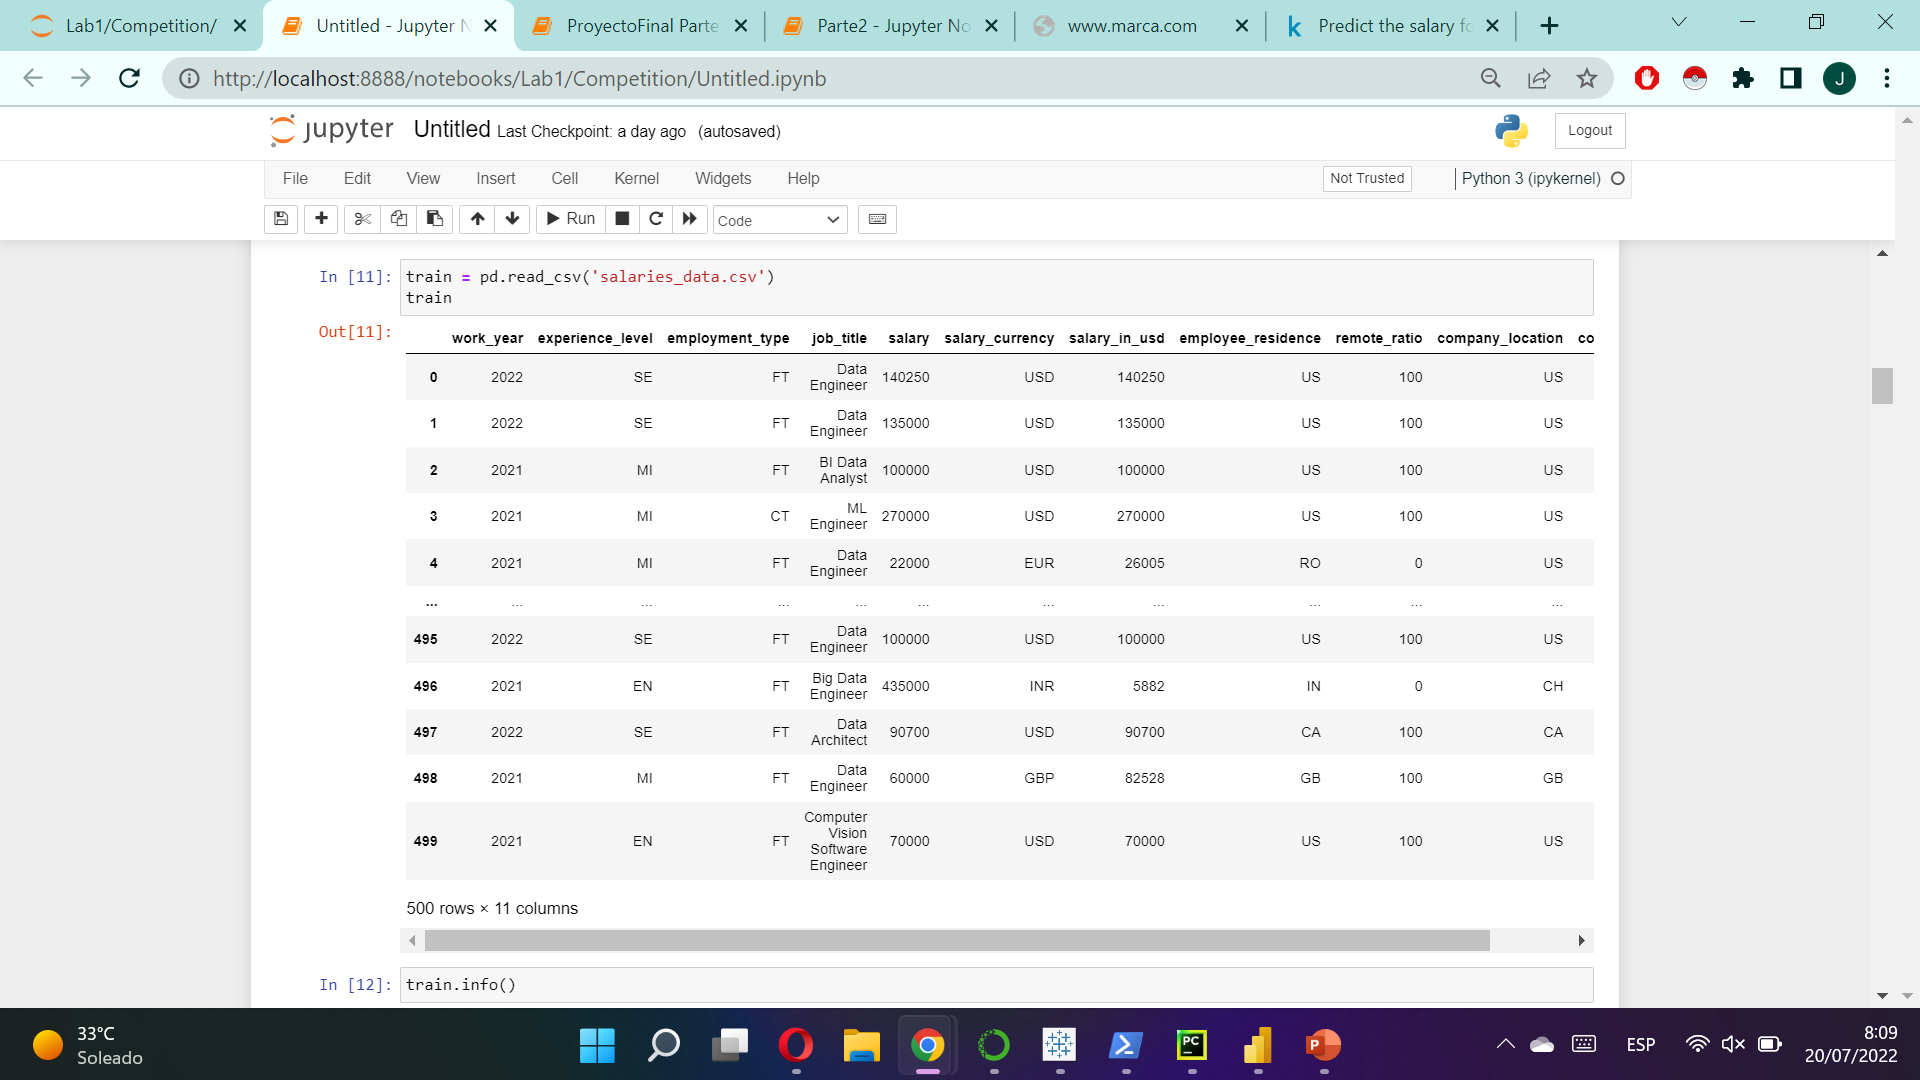 Lab1/Competition/
Untitled - Jupyter N
ProyectoFinal Parte
Parte2 - Jupyter No
www.marca.com
Predict the salary fo
http://localhost:8888/notebooks/Lab1/Competition/Untitled.ipynb
J
jupyter Untitled Last Checkpoint: a day ago (autosaved)
Logout
File Edit View Insert Cell Kernel Widgets Help
Not Trusted
Python 3 (ipykernel)
Run
Code
In [11]: train = pd.read_csv('salaries_data.csv')
train
Out[11]:
work_year experience_level employment_type job_title salary salary_currency salary_in_usd employee_residence remote_ratio company_location co
0 2022 SE FT Data Engineer 140250 USD 140250 US 100 US
1 2022 SE FT Data Engineer 135000 USD 135000 US 100 US
2 2021 MI FT BI Data Analyst 100000 USD 100000 US 100 US
3 2021 MI CT ML Engineer 270000 USD 270000 US 100 US
4 2021 MI FT Data Engineer 22000 EUR 26005 RO 0 US
... ... ... ... ... ... ... ... ... ... ...
495 2022 SE FT Data Engineer 100000 USD 100000 US 100 US
496 2021 EN FT Big Data Engineer 435000 INR 5882 IN 0 CH
497 2022 SE FT Data Architect 90700 USD 90700 CA 100 CA
498 2021 MI FT Data Engineer 60000 GBP 82528 GB 100 GB
499 2021 EN FT Computer Vision Software Engineer 70000 USD 70000 US 100 US
500 rows × 11 columns
In [12]: train.info()
33°C
Soleado
PC
P
ESP
8:09
20/07/2022